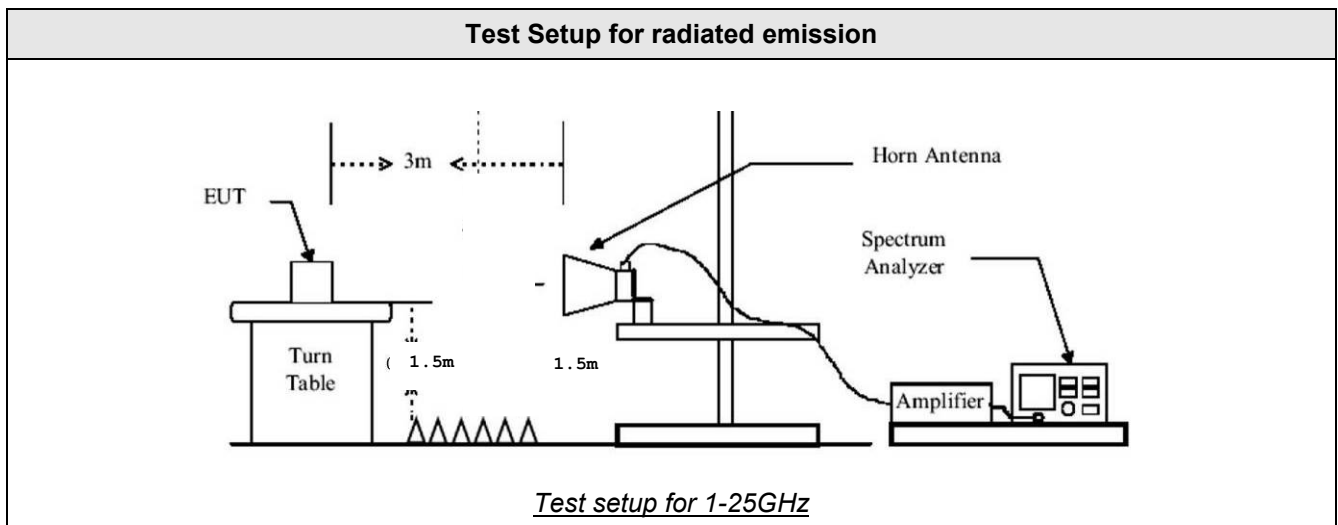 Test Setup for radiated emission
3m
Horn Antenna
EUT
Spectrum
Analyzer
Turn
Table
( 1.5m
1.5m
Amplifier
Test setup for 1-25GHz